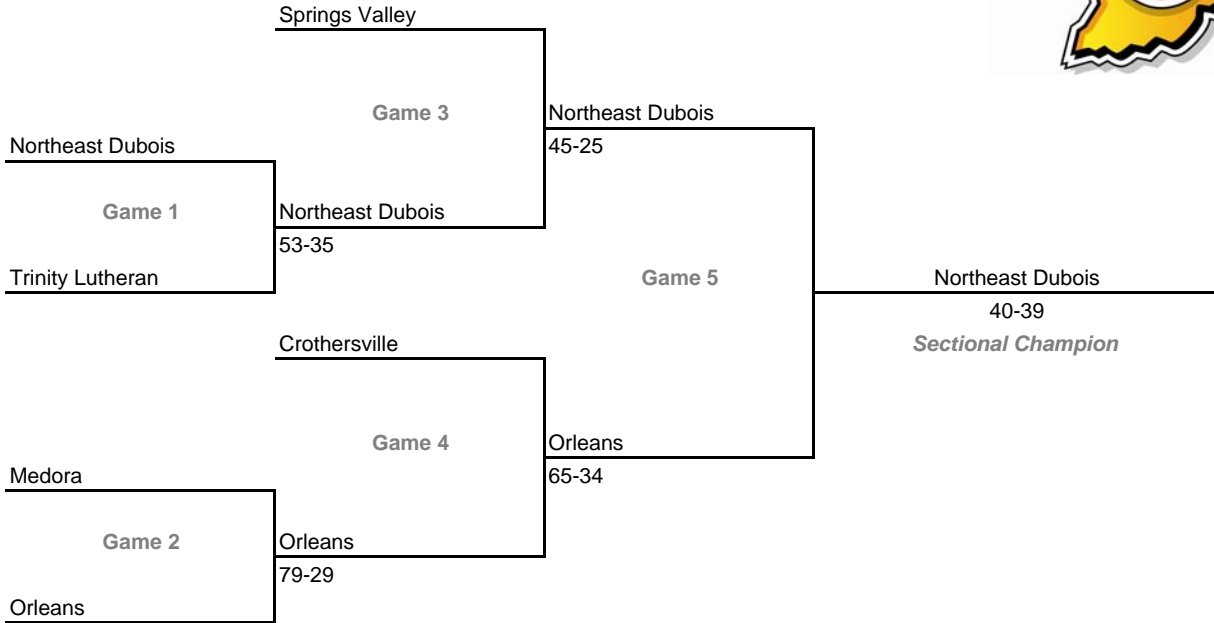 Springs Valley
Game 3
Northeast Dubois
Northeast Dubois
45-25
Game 1
Northeast Dubois
53-35
Trinity Lutheran
Game 5
Northeast Dubois
40-39
Crothersville
Sectional Champion
Game 4
Orleans
Medora
65-34
Game 2
Orleans
79-29
Orleans